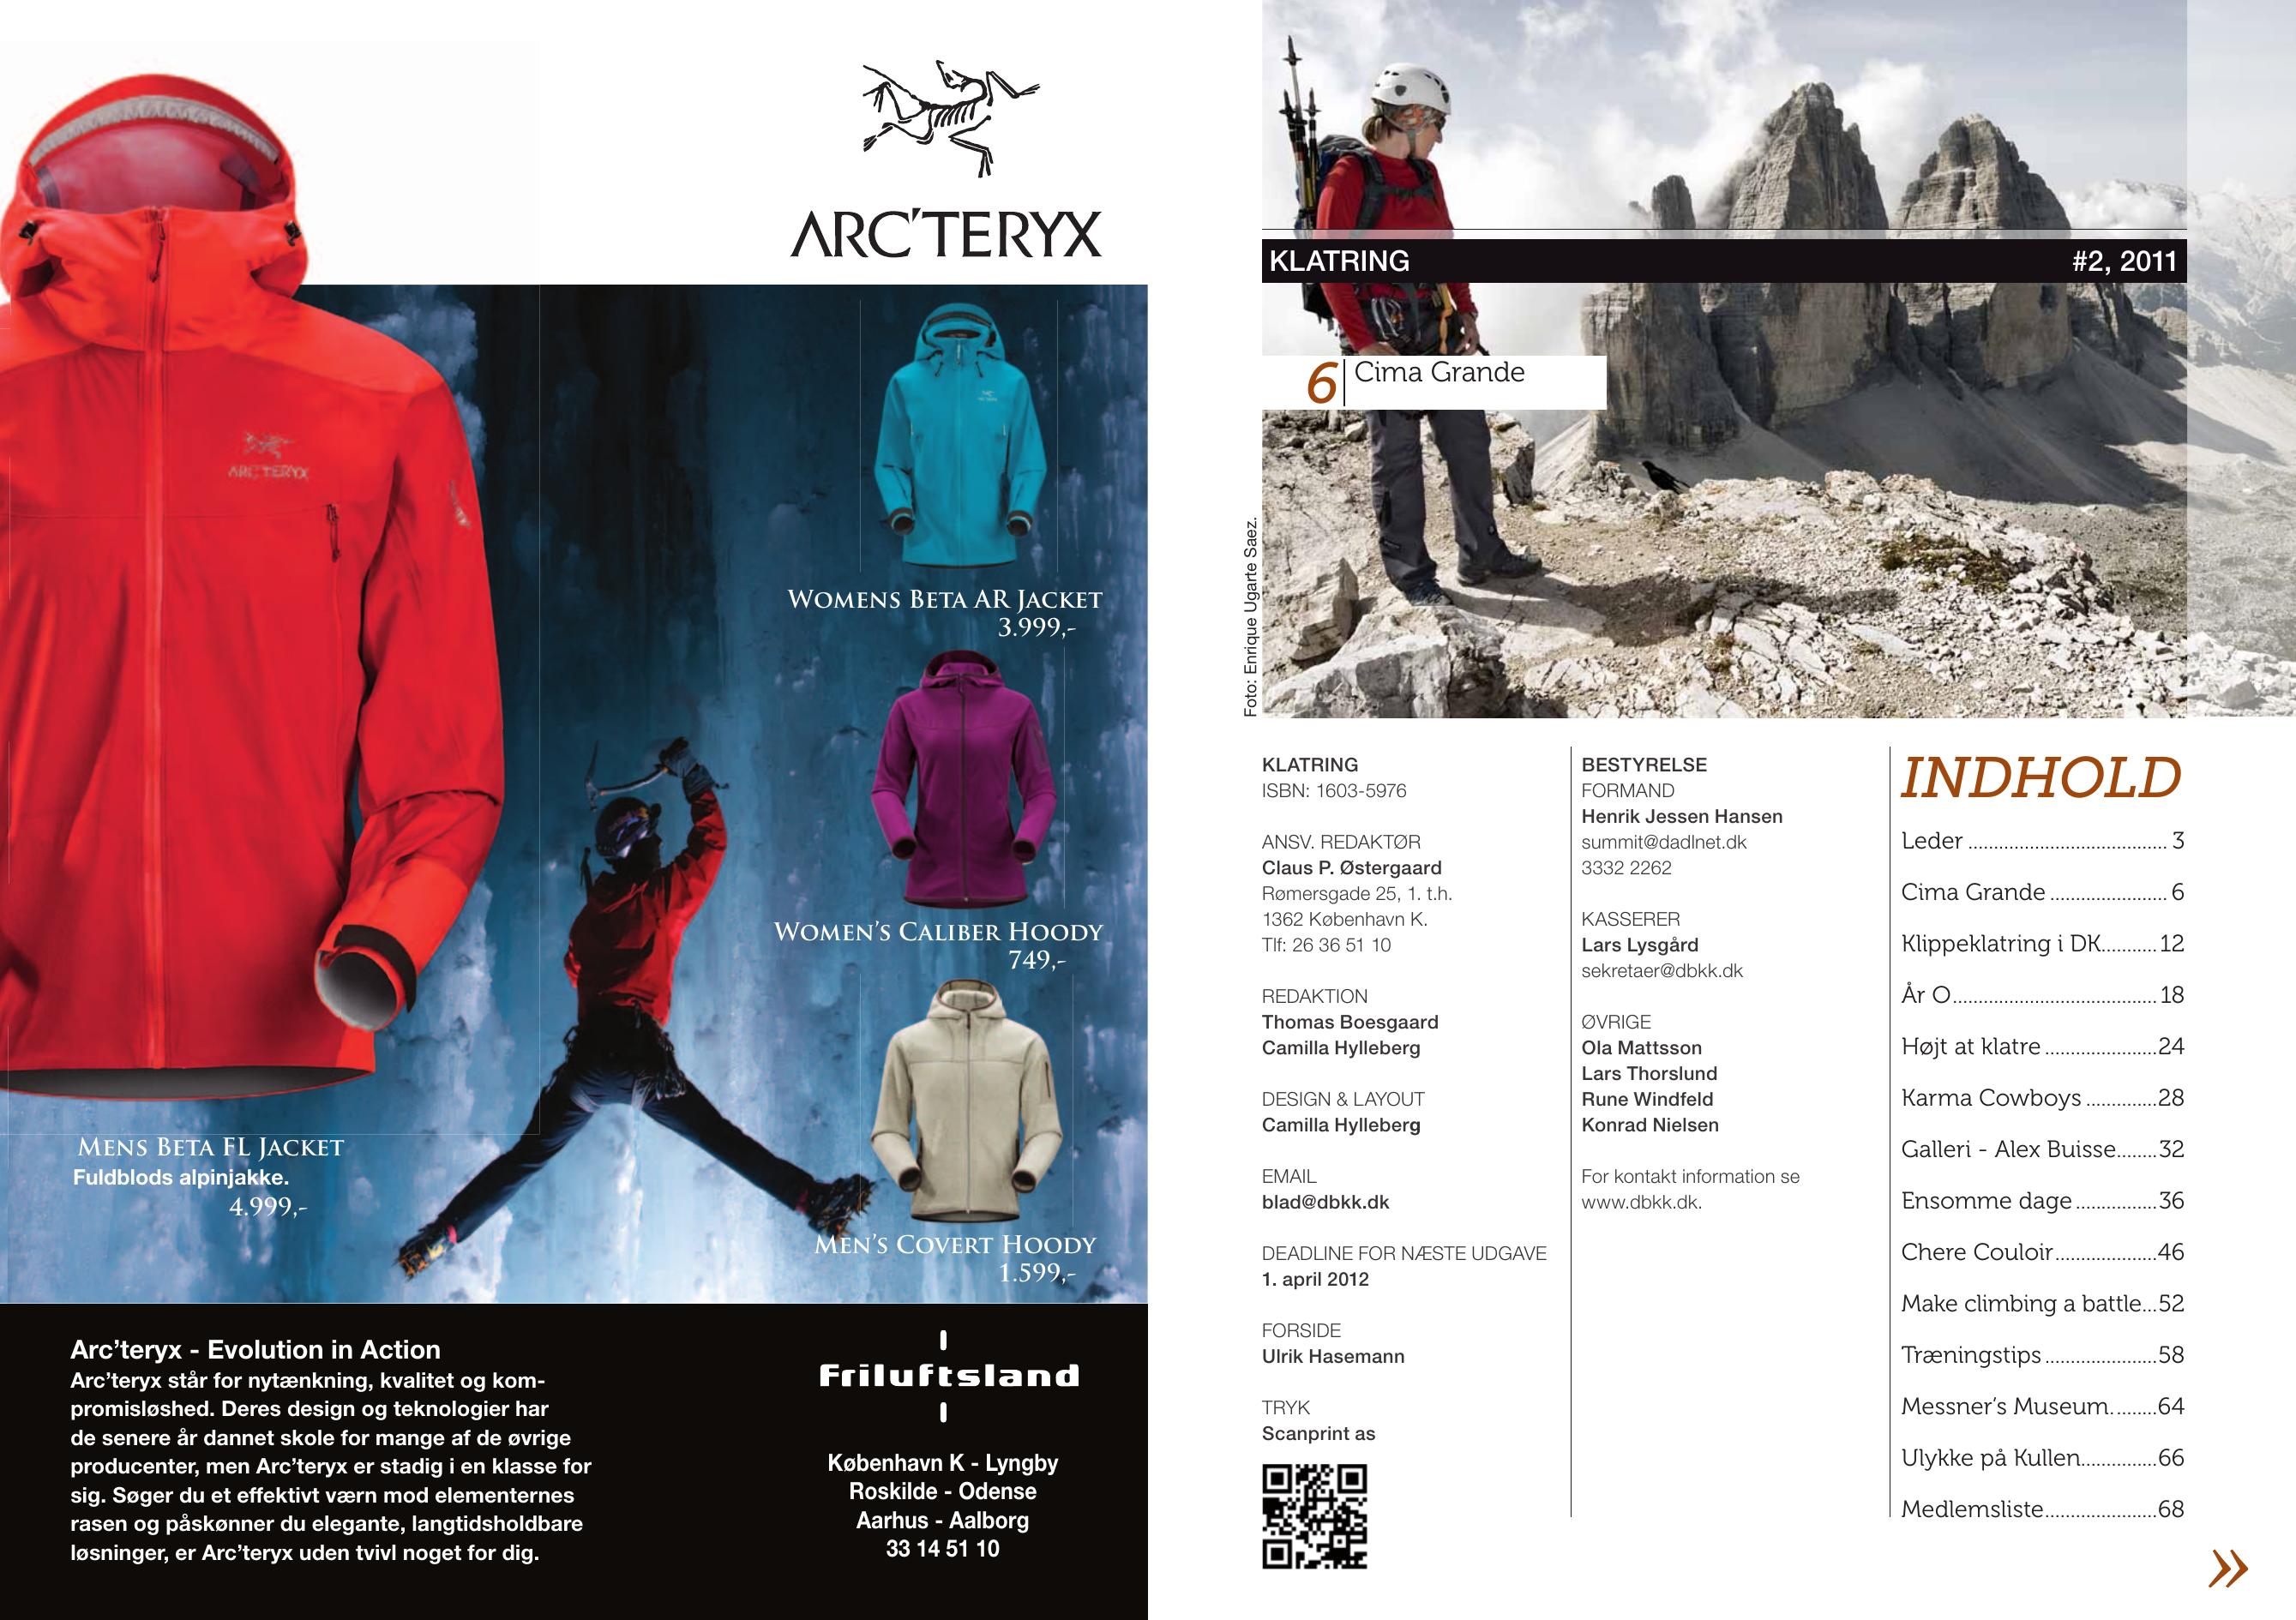 ARC'TERYX
ARC'TERYX
WOMENS BETA AR JACKET
3.999,-
WOMEN'S CALIBER HOODY
749,-
MENS BETA FL JACKET
Fuldblods alpinjakke.
4.999,-
MEN'S COVERT HOODY
1.599,-
Arc'teryx - Evolution in Action
Arc'teryx står for nytænkning, kvalitet og kom-
promisløshed. Deres design og teknologier har
de senere år dannet skole for mange af de øvrige
producenter, men Arc'teryx er stadig i en klasse for
sig. Søger du et effektivt værn mod elementernes
rasen og påskønner du elegante, langtidsholdbare
løsninger, er Arc'teryx uden tvivl noget for dig.
Friluftsland
København K - Lyngby
Roskilde - Odense
Aarhus - Aalborg
33 14 51 10
KLATRING #2, 2011
6 Cima Grande
Foto: Enrique Ugarte Saez.
KLATRING
ISBN: 1603-5976
ANSV. REDAKTØR
Claus P. Østergaard
Rømersgade 25, 1. t.h.
1362 København K.
Tlf: 26 36 51 10
REDAKTION
Thomas Boesgaard
Camilla Hylleberg
DESIGN & LAYOUT
Camilla Hylleberg
EMAIL
blad@dbkk.dk
DEADLINE FOR NÆSTE UDGAVE
1. april 2012
FORSIDE
Ulrik Hasemann
TRYK
Scanprint as
BESTYRELSE
FORMAND
Henrik Jessen Hansen
summit@dadlnet.dk
3332 2262
KASSERER
Lars Lysgård
sekretaer@dbkk.dk
ØVRIGE
Ola Mattsson
Lars Thorslund
Rune Windfeld
Konrad Nielsen
For kontakt information se
www.dbkk.dk.
INDHOLD
Leder ..................................... 3
Cima Grande ...................... 6
Klippeklatring i DK..........12
År O...................................... 18
Højt at klatre .....................24
Karma Cowboys .............28
Galleri - Alex Buisse........32
Ensomme dage ...............36
Chere Couloir...................46
Make climbing a battle...52
Træningstips .....................58
Messner's Museum.........64
Ulykke på Kullen..............66
Medlemsliste.....................68
»